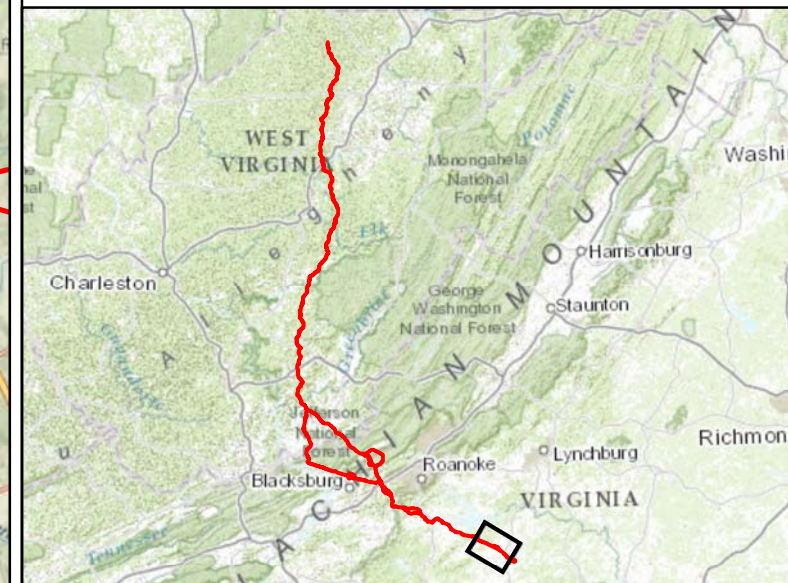 WEST
VIRGINIA
Potomac
Monongahela
National
Forest
Washi
Elk
Harrisonburg
Charleston
George
Washington
National Forest
Staunton
Greenbrier
Guyandotte
Jefferson
National
Forest
Richmon
Lynchburg
Roanoke
Blacksburg
VIRGINIA
Tennessee
A l l e g h e n y
A C H I A N M O U N T A I N